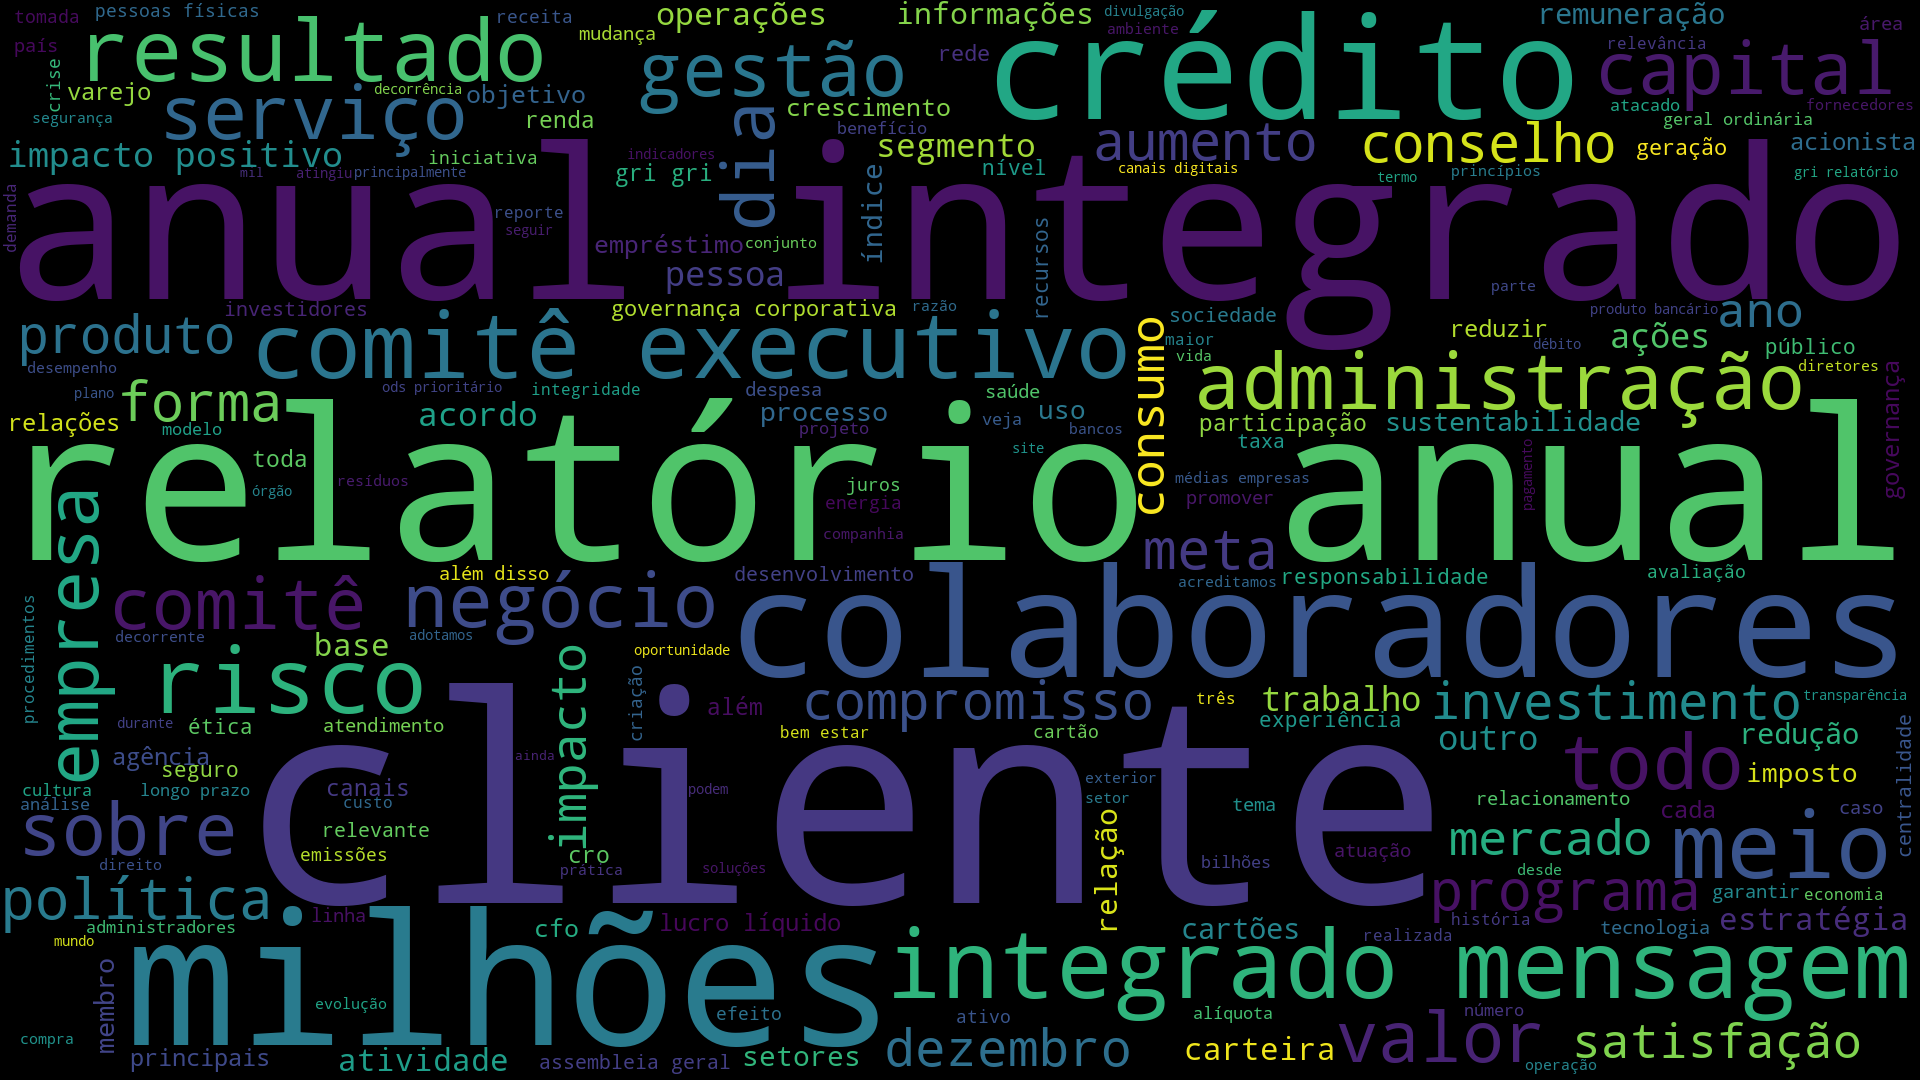 tomada
pessoas físicas
receita
operações
informações
divulgação
remuneração
país
resultado
mudança
gestão
rede
ambiente
crédito
relevância
área
capital
crise
varejo
decorrência
serviço
objetivo
crescimento
atacado
fornecedores
segurança
renda
dia
benefício
segmento
aumento
conselho
geral ordinária
geração
acionista
impacto positivo
iniciativa
indicadores
gri gri
nível
canais digitais
termo
princípios
gri relatório
mil
atingiu
principalmente
anual integrado
índice
demanda
reporte
seguir
empréstimo
conjunto
pessoa
recursos
parte
investidores
governança corporativa
razão
sociedade
produto bancário
ano
produto
comitê executivo
consumo
maior
reduzir
débito
ações
público
vida
desempenho
plano
forma
ods prioritário
integridade
despesa
saúde
administração
diretores
governança
relações
modelo
acordo
processo
projeto
veja
uso
bancos
participação
sustentabilidade
taxa
site
toda
órgão
resíduos
relatório anual
juros
energia
companhia
médias empresas
promover
pagamento
empresa
meta
além disso
desenvolvimento
acreditamos
responsabilidade
avaliação
comitê
negócio
colaboradores
procedimentos
decorrente
adotamos
base
oportunidade
risco
impacto
criação
além
compromisso
três
trabalho
investimento
transparência
durante
ética
atendimento
bem estar
cartão
experiência
outro
todo
redução
centralidade
agência
seguro
ainda
cliente
exterior
imposto
cultura
longo prazo
canais
podem
setor
tema
relacionamento
cada
caso
análise
custo
sobre
relevante
relação
mercado
meio
emissões
cro
prática
soluções
bilhões
atuação
direito
desde
política
programa
garantir
economia
linha
administradores
cfo
lucro líquido
cartões
realizada
história
tecnologia
estratégia
mundo
milhões
integrado mensagem
membro
evolução
efeito
ativo
alíquota
número
compra
principais
atividade
assembleia geral
setores
dezembro
carteira
valor
satisfação
operação